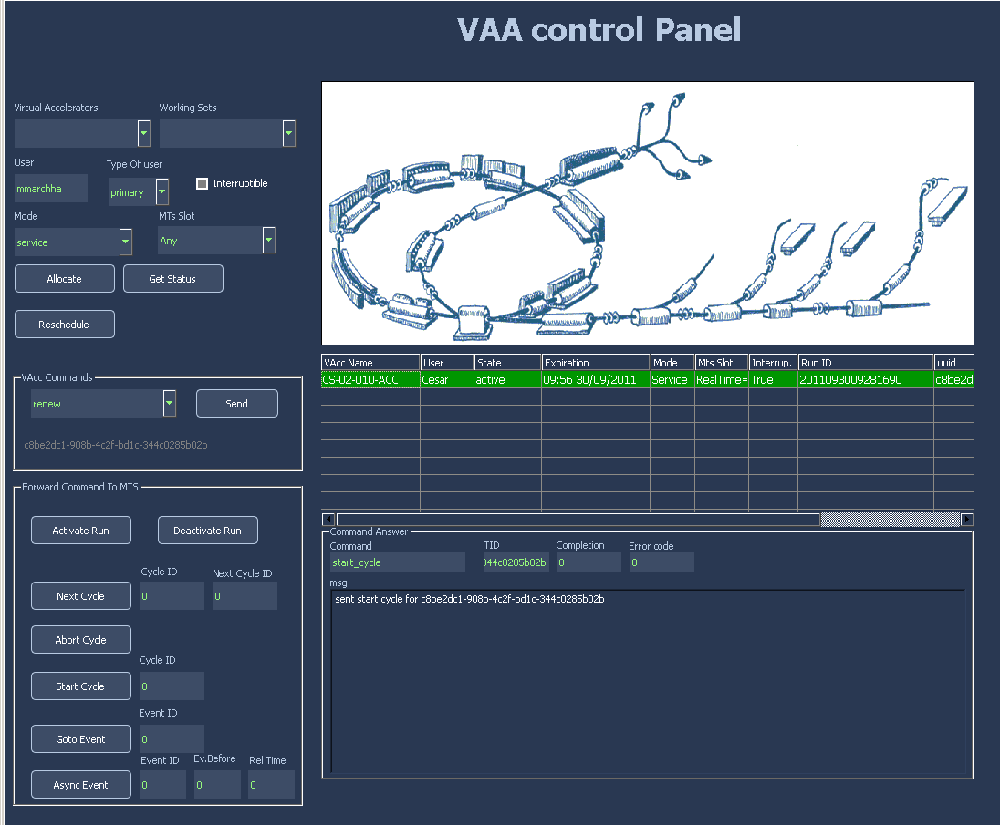 VAA control Panel
Virtual Accelerators
Working Sets
User
Type Of user
mmarchha
primary
Interruptible
Mode
MTs Slot
service
Any
Allocate
Get Status
Reschedule
VAcc Commands
renew
Send
c8be2dc1-908b-4c2f-bd1c-344c0285b02b
Forward Command To MTS
Activate Run
Deactivate Run
Cycle ID
Next Cycle ID
Next Cycle
0
0
Abort Cycle
Cycle ID
Start Cycle
0
Event ID
Goto Event
0
Event ID
Ev.Before
Rel Time
Async Event
0
0
0
VAcc Name User State Expiration Mode Mts Slot Interrup. Run ID uuid
CS-02-010-ACC Cesar active 09:56 30/09/2011 Service RealTime= True 2011093009281690 c8be2d
Command Answer
Command
TID
Completion
Error code
start_cycle
344c0285b02b
0
0
msg
sent start cycle for c8be2dc1-908b-4c2f-bd1c-344c0285b02b